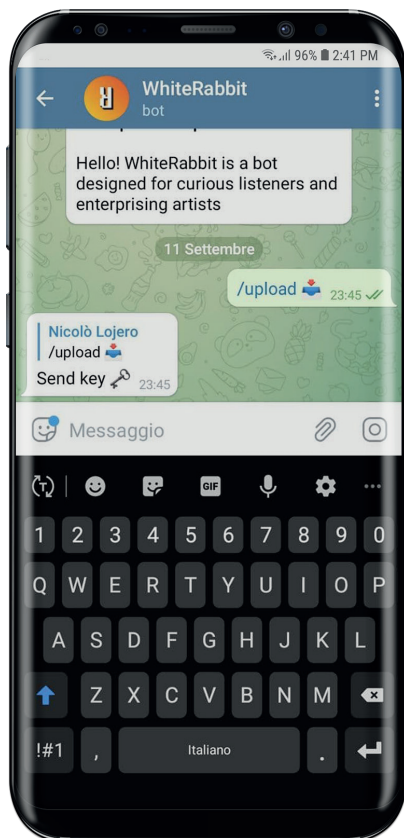 96% 2:41 PM
WhiteRabbit
bot
Hello! WhiteRabbit is a bot
designed for curious listeners and
enterprising artists
11 Settembre
/upload 📥 23:45
Nicolò Lojero
/upload 📥
Send key 🗝 23:45
Messaggio
GIF
1 2 3 4 5 6 7 8 9 0
Q W E R T Y U I O P
A S D F G H J K L
Z X C V B N M
!#1 , Italiano .